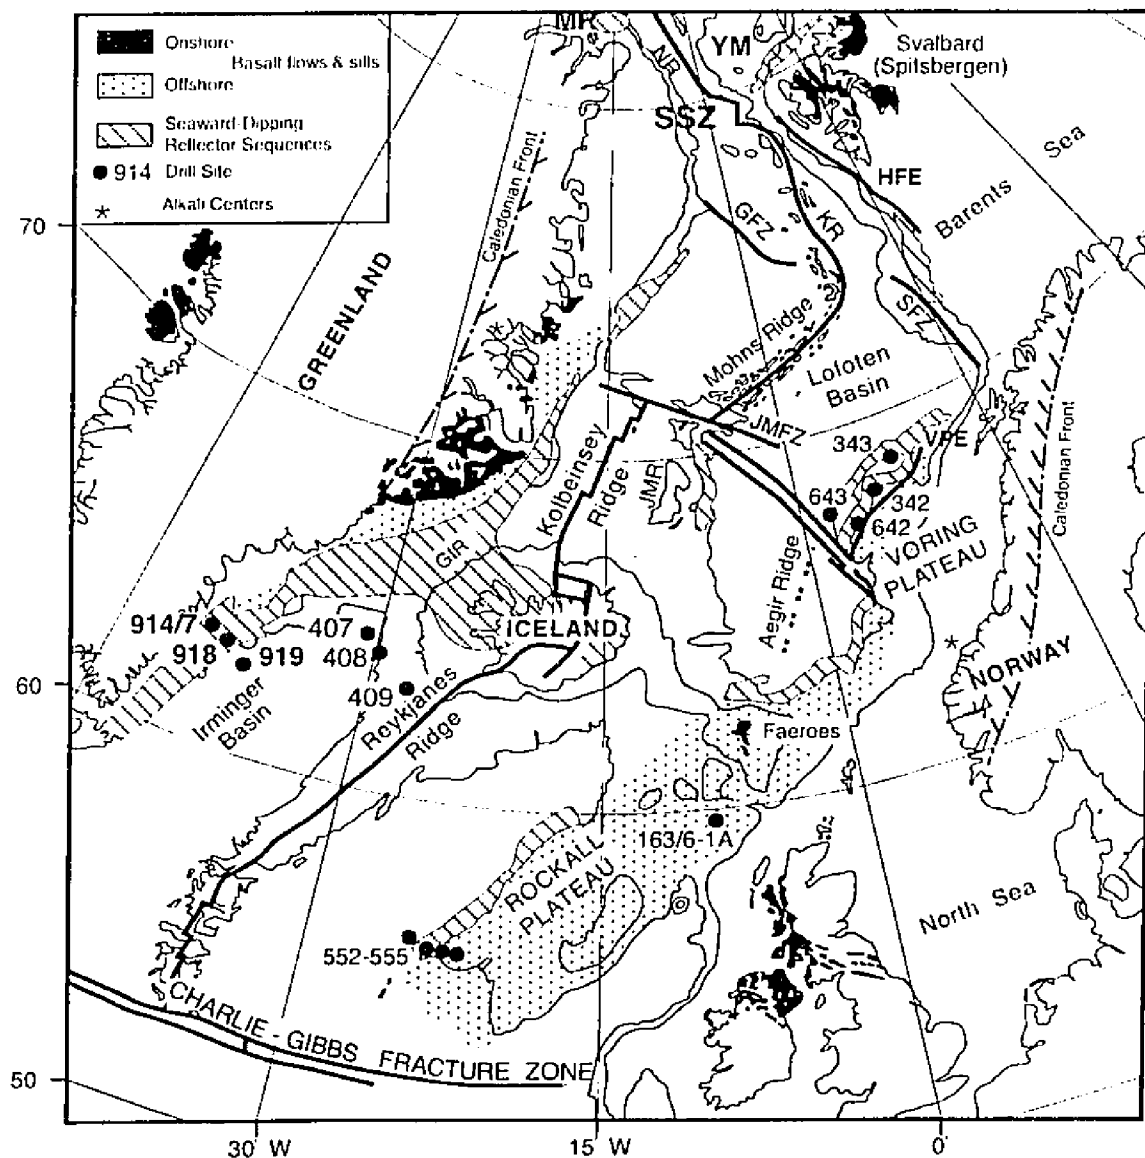 MR
Onshore
Basalt flows & sills
Offshore
Seaward-Dipping
Reflector Sequences
914 Drill Site
* Alkali Centers
NR
YM
Svalbard
(Spitsbergen)
SSZ
HFE
Barents Sea
70
Caledonian Front
GREENLAND
GFZ
KR
SFZ
Mohns Ridge
Lofoten
Basin
JMFZ
343
VPE
Caledonian Front
Kolbeinsey
Ridge
JMR
643
342
642
VORING
PLATEAU
GIR
Aegir Ridge
914/7
407
ICELAND
918
919
408
*
NORWAY
60
409
Irminger
Basin
Reykjanes
Ridge
Faeroes
163/6-1A
ROCKALL
PLATEAU
North Sea
552-555
CHARLIE-GIBBS FRACTURE ZONE
50
30 W
15 W
0